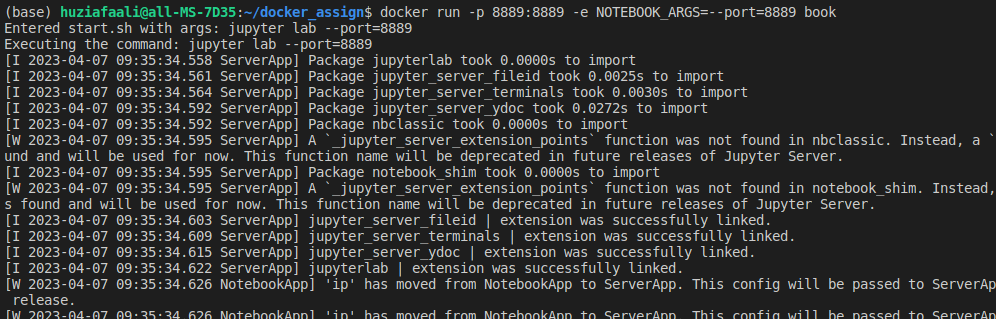 (base) huziafaali@all-MS-7D35:~/docker_assign$ docker run -p 8889:8889 -e NOTEBOOK_ARGS=--port=8889 book
Entered start.sh with args: jupyter lab --port=8889
Executing the command: jupyter lab --port=8889
[I 2023-04-07 09:35:34.558 ServerApp] Package jupyterlab took 0.0000s to import
[I 2023-04-07 09:35:34.561 ServerApp] Package jupyter_server_fileid took 0.0025s to import
[I 2023-04-07 09:35:34.564 ServerApp] Package jupyter_server_terminals took 0.0030s to import
[I 2023-04-07 09:35:34.592 ServerApp] Package jupyter_server_ydoc took 0.0272s to import
[I 2023-04-07 09:35:34.592 ServerApp] Package nbclassic took 0.0000s to import
[W 2023-04-07 09:35:34.595 ServerApp] A `_jupyter_server_extension_points` function was not found in nbclassic. Instead, a `
und and will be used for now. This function name will be deprecated in future releases of Jupyter Server.
[I 2023-04-07 09:35:34.595 ServerApp] Package notebook_shim took 0.0000s to import
[W 2023-04-07 09:35:34.595 ServerApp] A `_jupyter_server_extension_points` function was not found in notebook_shim. Instead,
s found and will be used for now. This function name will be deprecated in future releases of Jupyter Server.
[I 2023-04-07 09:35:34.603 ServerApp] jupyter_server_fileid | extension was successfully linked.
[I 2023-04-07 09:35:34.609 ServerApp] jupyter_server_terminals | extension was successfully linked.
[I 2023-04-07 09:35:34.615 ServerApp] jupyter_server_ydoc | extension was successfully linked.
[I 2023-04-07 09:35:34.622 ServerApp] jupyterlab | extension was successfully linked.
[W 2023-04-07 09:35:34.626 NotebookApp] 'ip' has moved from NotebookApp to ServerApp. This config will be passed to ServerAp
release.
[W 2023-04-07 09:35:34.626 NotebookApp] 'ip' has moved from NotebookApp to ServerApp. This config will be passed to ServerAp